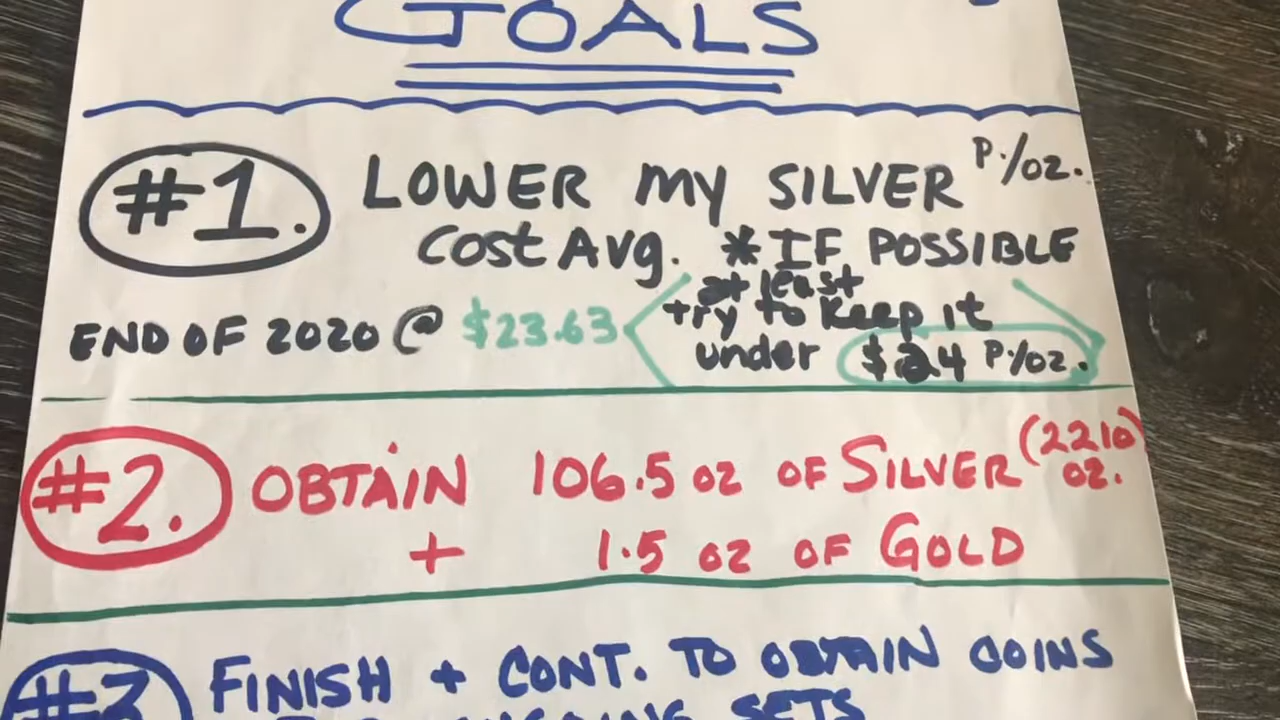 GOALS
#1. LOWER my SILVER P./oz.
Cost Avg. * IF POSSIBLE
at least
try to keep it
END OF 2020 @ $23.63 under $24 P/oz.
#2. OBTAIN 106.5 oz OF SILVER (2210 oz.)
+ 1.5 oz OF GOLD
#3 FINISH + CONT. TO OBTAIN COINS
SETS